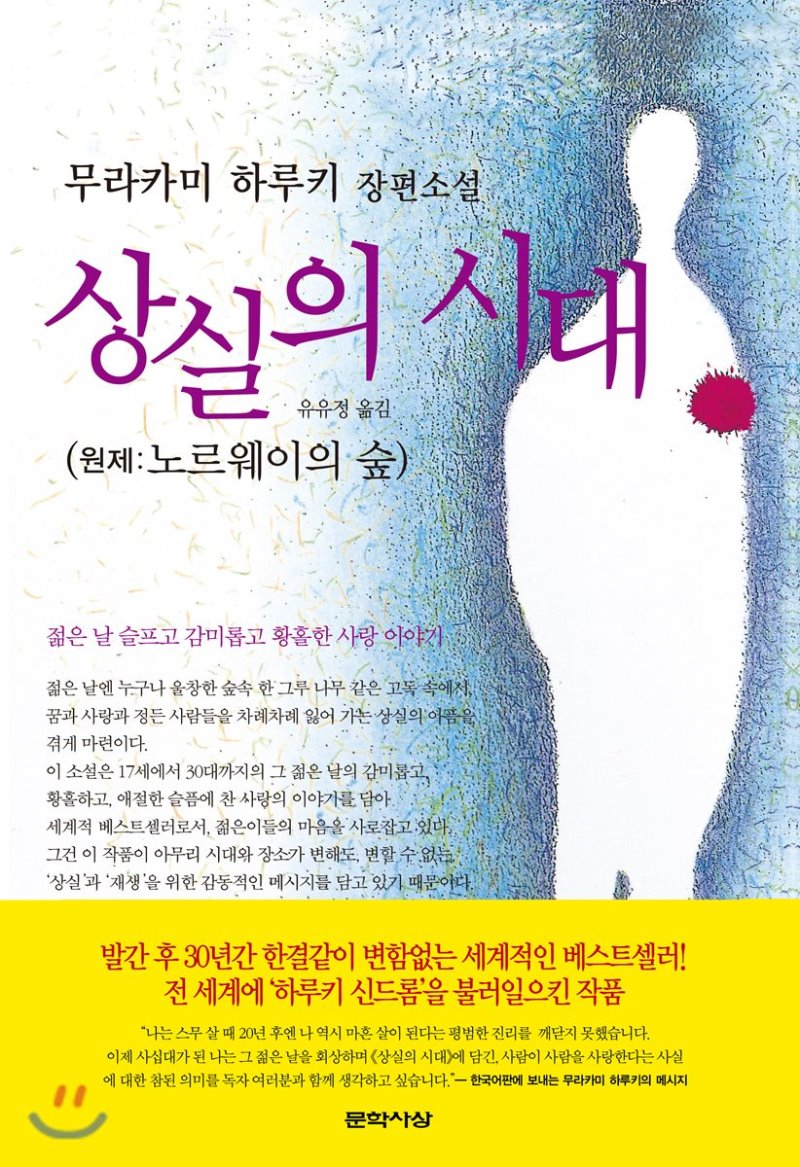 무라카미 하루키 장편소설
상실의 시대
유유정 옮김
(원제: 노르웨이의 숲)
젊은 날 슬프고 감미롭고 황홀한 사랑 이야기
젊은 날엔 누구나 울창한 숲속 한 그루 나무 같은 고독 속에서,
꿈과 사랑과 정든 사람들을 차례차례 잃어 가는 상실의 아픔을
겪게 마련이다.
이 소설은 17세에서 30대까지의 그 젊은 날의 감미롭고,
황홀하고, 애절한 슬픔에 찬 사랑의 이야기를 담아
세계적 베스트셀러로서, 젊은이들의 마음을 사로잡고 있다.
그건 이 작품이 아무리 시대와 장소가 변해도, 변할 수 없는
‘상실’과 ‘재생’을 위한 감동적인 메시지를 담고 있기 때문이다.
발간 후 30년간 한결같이 변함없는 세계적인 베스트셀러!
전 세계에 ‘하루키 신드롬’을 불러일으킨 작품
“나는 스무 살 때 20년 후엔 나 역시 마흔 살이 된다는 평범한 진리를 깨닫지 못했습니다.
이제 사십대가 된 나는 그 젊은 날을 회상하며 《상실의 시대》에 담긴, 사람이 사람을 사랑한다는 사실
에 대한 참된 의미를 독자 여러분과 함께 생각하고 싶습니다.”— 한국어판에 보내는 무라카미 하루키의 메시지
문학사상